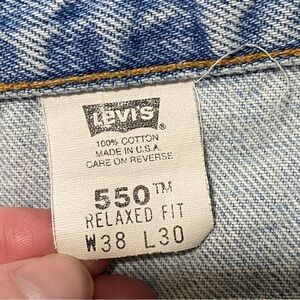 LEVI'S ®
100% COTTON
MADE IN U.S.A.
CARE ON REVERSE
550™
RELAXED FIT
W38 L30